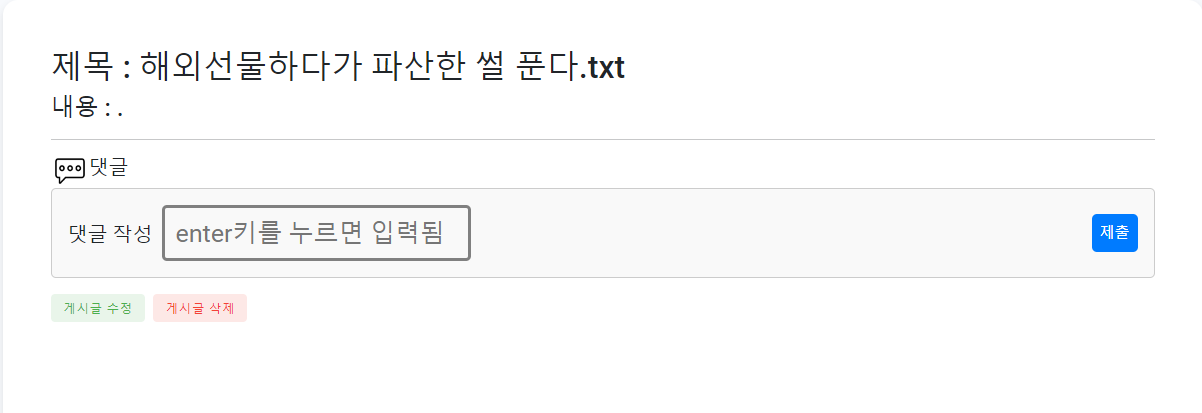 제목 : 해외선물하다가 파산한 썰 푼다.txt
내용 : .
댓글
댓글 작성 enter키를 누르면 입력됨 제출
게시글 수정 게시글 삭제